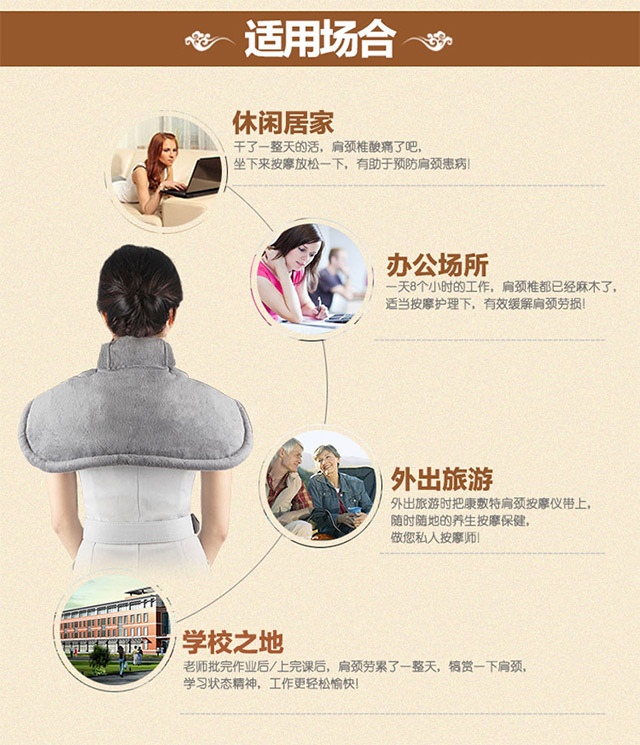 适用场合
休闲居家
干了一整天的活，肩颈椎酸痛了吧，
坐下来按摩放松一下，有助于预防肩颈患病!
办公场所
一天8个小时的工作，肩颈椎都已经麻木了，
适当按摩护理下，有效缓解肩颈劳损!
外出旅游
外出旅游时把康敷特肩颈按摩仪带上，
随时随地的养生按摩保健，
做您私人按摩师!
学校之地
老师批完作业后/上完课后，肩颈劳累了一整天，犒赏一下肩颈，
学习状态精神，工作更轻松愉快!